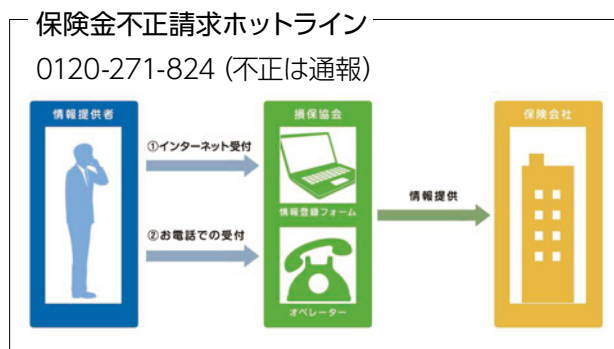 保険金不正請求ホットライン
0120-271-824（不正は通報）
情報提供者
損保協会
保険会社
①インターネット受付
情報登録フォーム
情報提供
②お電話での受付
オペレーター